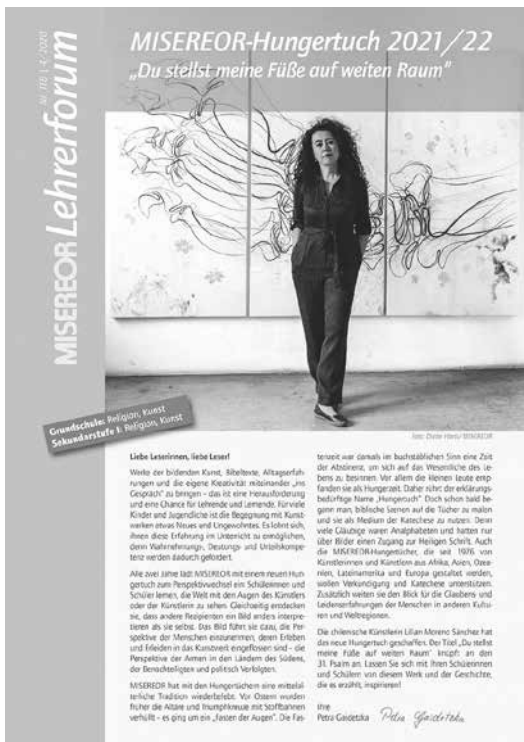 MISEREOR Lehrerforum
Nr. 118 | 4 / 2020
MISEREOR-Hungertuch 2021/22
„Du stellst meine Füße auf weiten Raum“
Grundschule: Religion, Kunst
Sekundarstufe I: Religion, Kunst
Foto: Dieter Härtl/ MISEREOR
Liebe Leserinnen, liebe Leser!
Werke der bildenden Kunst, Bibeltexte, Alltagserfah-
rungen und die eigene Kreativität miteinander „ins
Gespräch“ zu bringen – das ist eine Herausforderung
und eine Chance für Lehrende und Lernende. Für viele
Kinder und Jugendliche ist die Begegnung mit Kunst-
werken etwas Neues und Ungewohntes. Es lohnt sich,
ihnen diese Erfahrung im Unterricht zu ermöglichen,
denn Wahrnehmungs-, Deutungs- und Urteilskompe-
tenz werden dadurch gefördert.
Alle zwei Jahre lädt MISEREOR mit einem neuen Hun-
gertuch zum Perspektivwechsel ein: Schülerinnen und
Schüler lernen, die Welt mit den Augen des Künstlers
oder der Künstlerin zu sehen. Gleichzeitig entdecken
sie, dass andere Rezipienten ein Bild anders interpre-
tieren als sie selbst. Das Bild führt sie dazu, die Per-
spektive der Menschen einzunehmen, deren Erleben
und Erleiden in das Kunstwerk eingeflossen sind – die
Perspektive der Armen in den Ländern des Südens,
der Benachteiligten und politisch Verfolgten.
MISEREOR hat mit den Hungertüchern eine mittelal-
terliche Tradition wiederbelebt. Vor Ostern wurden
früher die Altäre und Triumphkreuze mit Stoffbahnen
verhüllt – es ging um ein „Fasten der Augen“. Die Fas-
tenzeit war damals im buchstäblichen Sinn eine Zeit
der Abstinenz, um sich auf das Wesentliche des Le-
bens zu besinnen. Vor allem die kleinen Leute emp-
fanden sie als Hungerzeit. Daher rührt der erklärungs-
bedürftige Name „Hungertuch“. Doch schon bald be-
gann man, biblische Szenen auf die Tücher zu malen
und sie als Medium der Katechese zu nutzen. Denn
viele Gläubige waren Analphabeten und hatten nur
über Bilder einen Zugang zur Heiligen Schrift. Auch
die MISEREOR-Hungertücher, die seit 1976 von
Künstlerinnen und Künstlern aus Afrika, Asien, Ozea-
nien, Lateinamerika und Europa gestaltet werden,
wollen Verkündigung und Katechese unterstützen.
Zusätzlich weiten sie den Blick für die Glaubens- und
Leidenserfahrungen der Menschen in anderen Kultu-
ren und Weltregionen.
Die chilenische Künstlerin Lilian Moreno Sánchez hat
das neue Hungertuch geschaffen. Der Titel „Du stellst
meine Füße auf weiten Raum“ knüpft an den
31. Psalm an. Lassen Sie sich mit Ihren Schülerinnen
und Schülern von diesem Werk und der Geschichte,
die es erzählt, inspirieren!
Ihre
Petra Gaidetzka Petra Gaidetzka